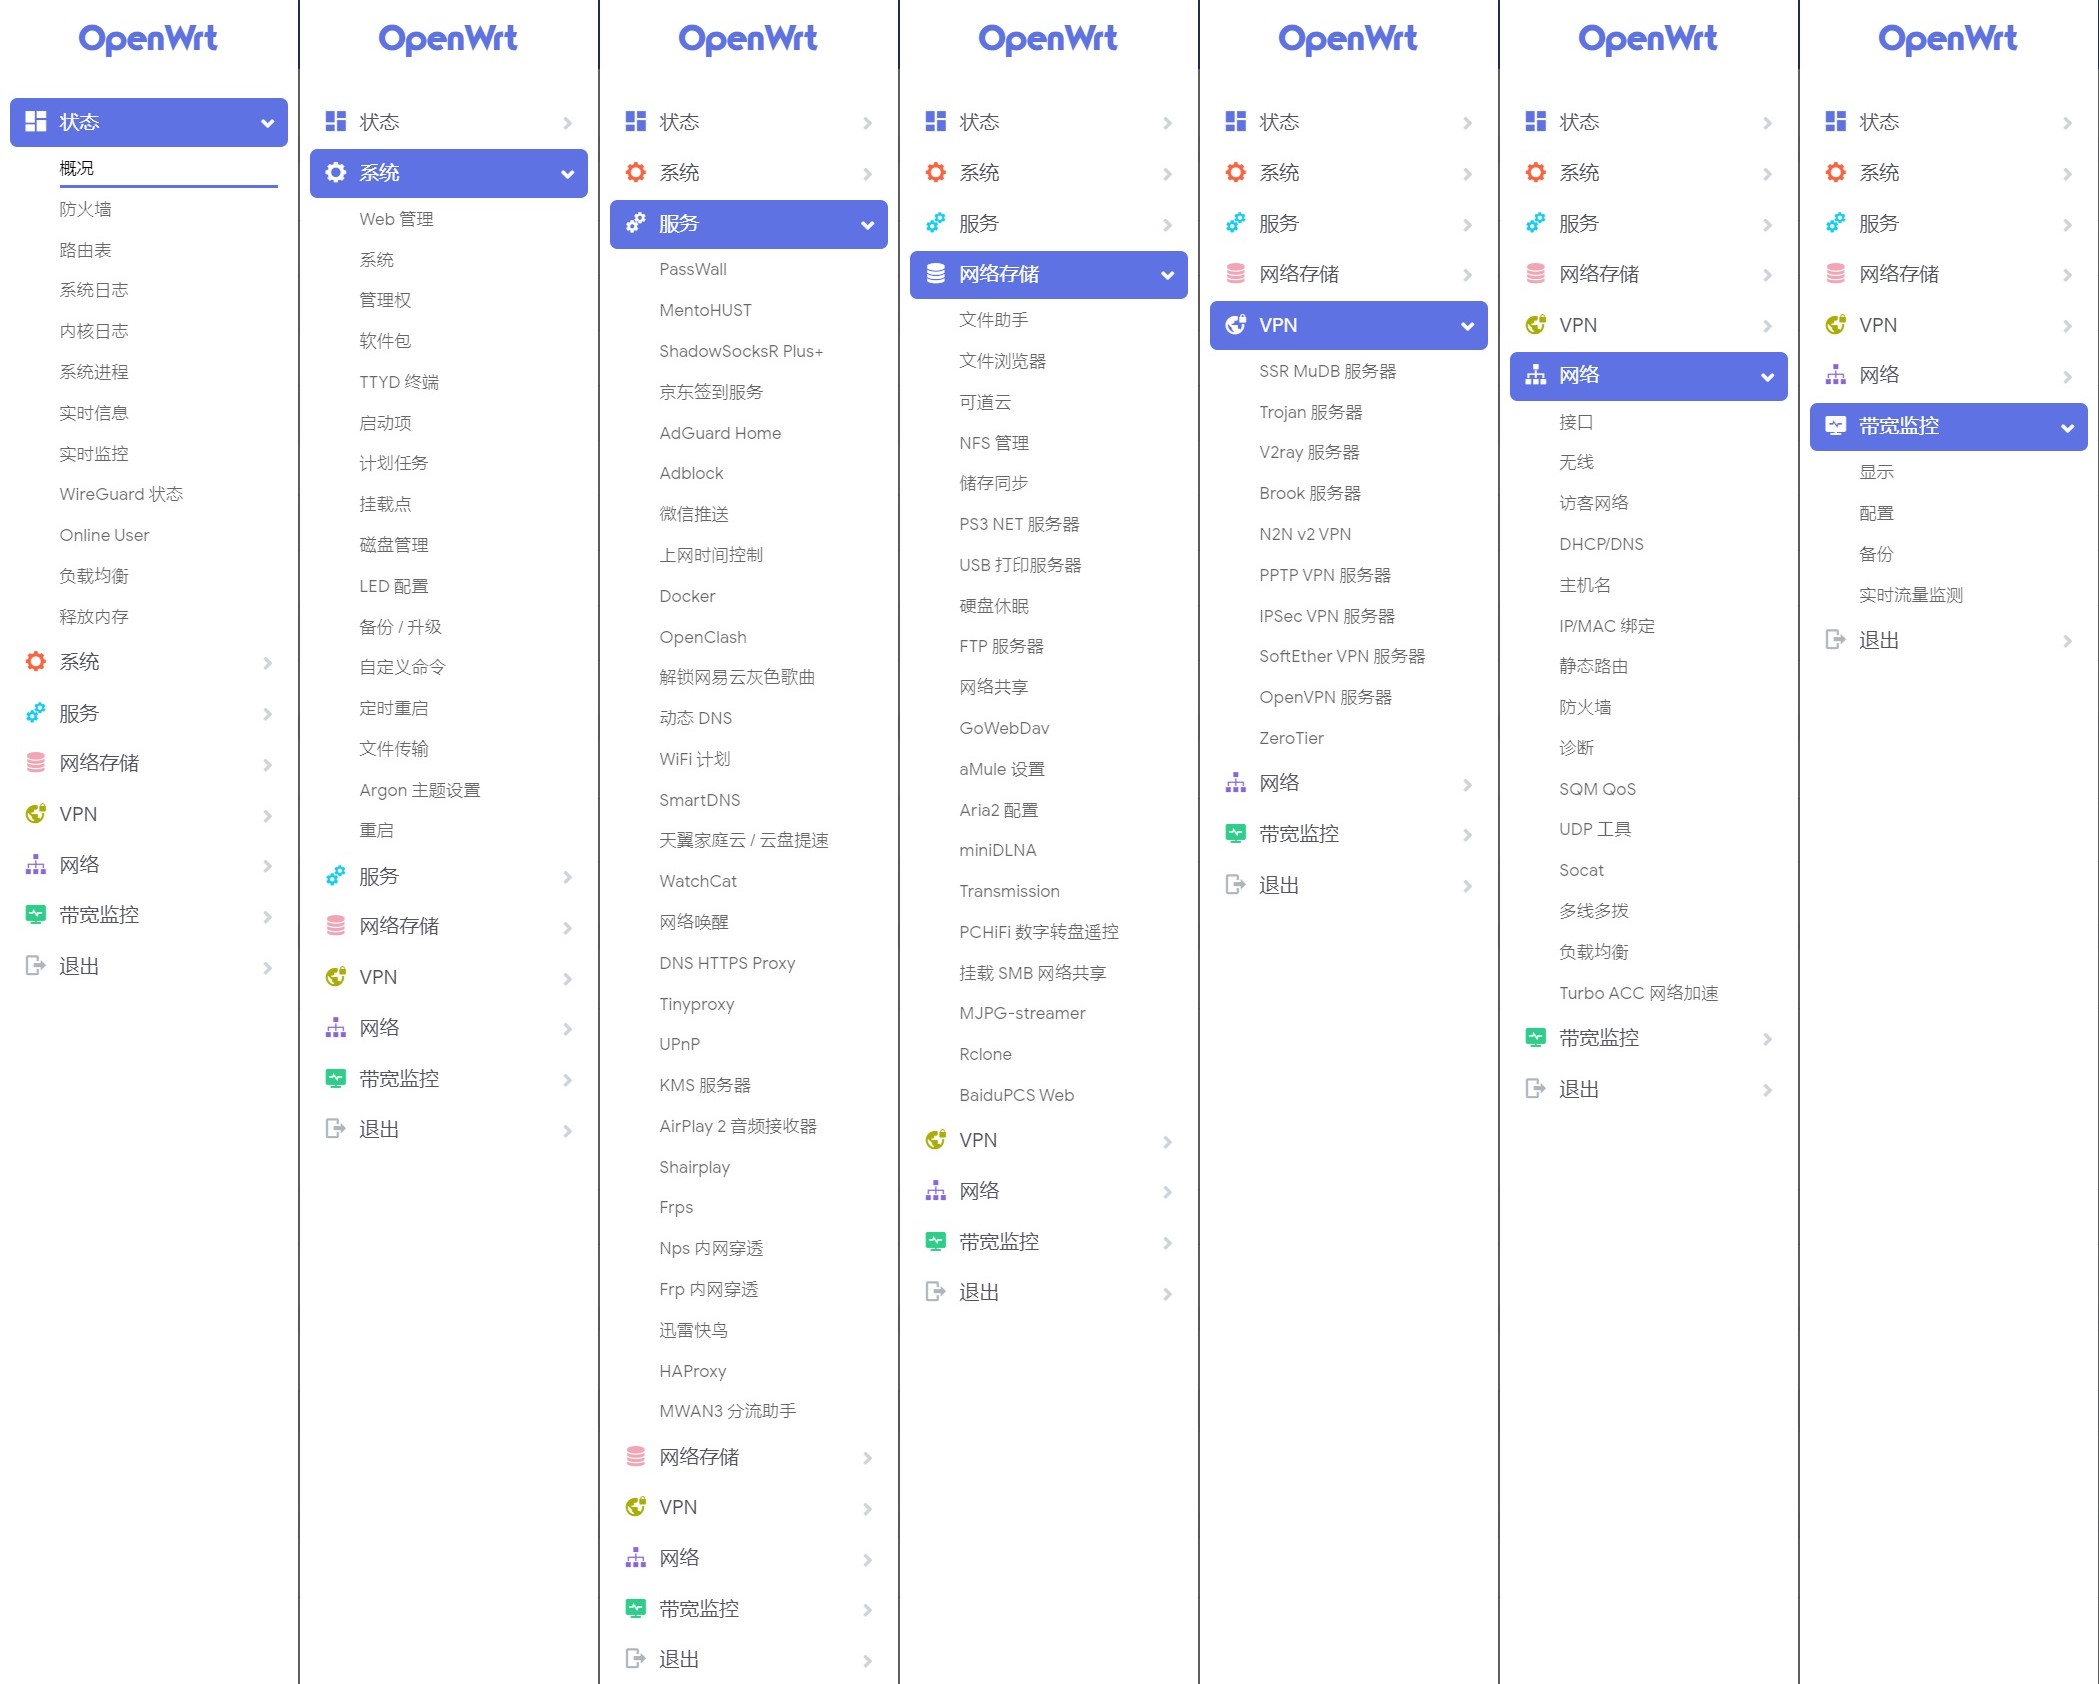 OpenWrt
状态
概况
防火墙
路由表
系统日志
内核日志
系统进程
实时信息
实时监控
WireGuard 状态
Online User
负载均衡
释放内存
系统
服务
网络存储
VPN
网络
带宽监控
退出
OpenWrt
状态
系统
Web 管理
系统
管理权
软件包
TTYD 终端
启动项
计划任务
挂载点
磁盘管理
LED 配置
备份 / 升级
自定义命令
定时重启
文件传输
Argon 主题设置
重启
服务
网络存储
VPN
网络
带宽监控
退出
OpenWrt
状态
系统
服务
PassWall
MentoHUST
ShadowSocksR Plus+
京东签到服务
AdGuard Home
Adblock
微信推送
上网时间控制
Docker
OpenClash
解锁网易云灰色歌曲
动态 DNS
WiFi 计划
SmartDNS
天翼家庭云 / 云盘提速
WatchCat
网络唤醒
DNS HTTPS Proxy
Tinyproxy
UPnP
KMS 服务器
AirPlay 2 音频接收器
Shairplay
Frps
Nps 内网穿透
Frp 内网穿透
迅雷快鸟
HAProxy
MWAN3 分流助手
网络存储
VPN
网络
带宽监控
退出
OpenWrt
状态
系统
服务
网络存储
文件助手
文件浏览器
可道云
NFS 管理
储存同步
PS3 NET 服务器
USB 打印服务器
硬盘休眠
FTP 服务器
网络共享
GoWebDav
aMule 设置
Aria2 配置
miniDLNA
Transmission
PCHiFi 数字转盘遥控
挂载 SMB 网络共享
MJPG-streamer
Rclone
BaiduPCS Web
VPN
网络
带宽监控
退出
OpenWrt
状态
系统
服务
网络存储
VPN
SSR MuDB 服务器
Trojan 服务器
V2ray 服务器
Brook 服务器
N2N v2 VPN
PPTP VPN 服务器
IPSec VPN 服务器
SoftEther VPN 服务器
OpenVPN 服务器
ZeroTier
网络
带宽监控
退出
OpenWrt
状态
系统
服务
网络存储
VPN
网络
接口
无线
访客网络
DHCP/DNS
主机名
IP/MAC 绑定
静态路由
防火墙
诊断
SQM QoS
UDP 工具
Socat
多线多拨
负载均衡
Turbo ACC 网络加速
带宽监控
退出
OpenWrt
状态
系统
服务
网络存储
VPN
网络
带宽监控
显示
配置
备份
实时流量监测
退出